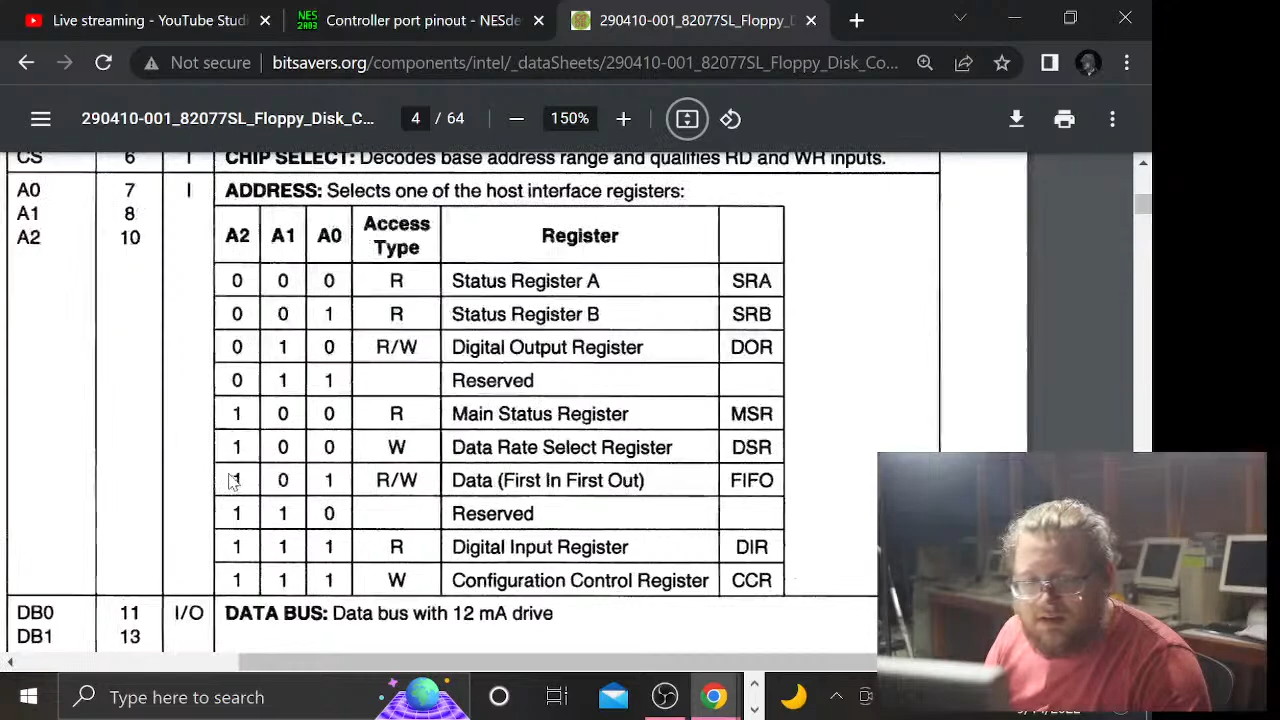 Live streaming - YouTube Studi
NES 2A03 Controller port pinout - NESde
290410-001_82077SL_Floppy_D
Not secure bitsavers.org/components/intel/_dataSheets/290410-001_82077SL_Floppy_Disk_Co...
290410-001_82077SL_Floppy_Disk_C... 4 / 64 150%
CS 6 I CHIP SELECT: Decodes base address range and qualifies RD and WR inputs.
A0 7 I ADDRESS: Selects one of the host interface registers:
A1 8
A2 10
A2 A1 A0 Access Type Register
0 0 0 R Status Register A SRA
0 0 1 R Status Register B SRB
0 1 0 R/W Digital Output Register DOR
0 1 1 Reserved
1 0 0 R Main Status Register MSR
1 0 0 W Data Rate Select Register DSR
1 0 1 R/W Data (First In First Out) FIFO
1 1 0 Reserved
1 1 1 R Digital Input Register DIR
1 1 1 W Configuration Control Register CCR
DB0 11 I/O DATA BUS: Data bus with 12 mA drive
DB1 13
Type here to search